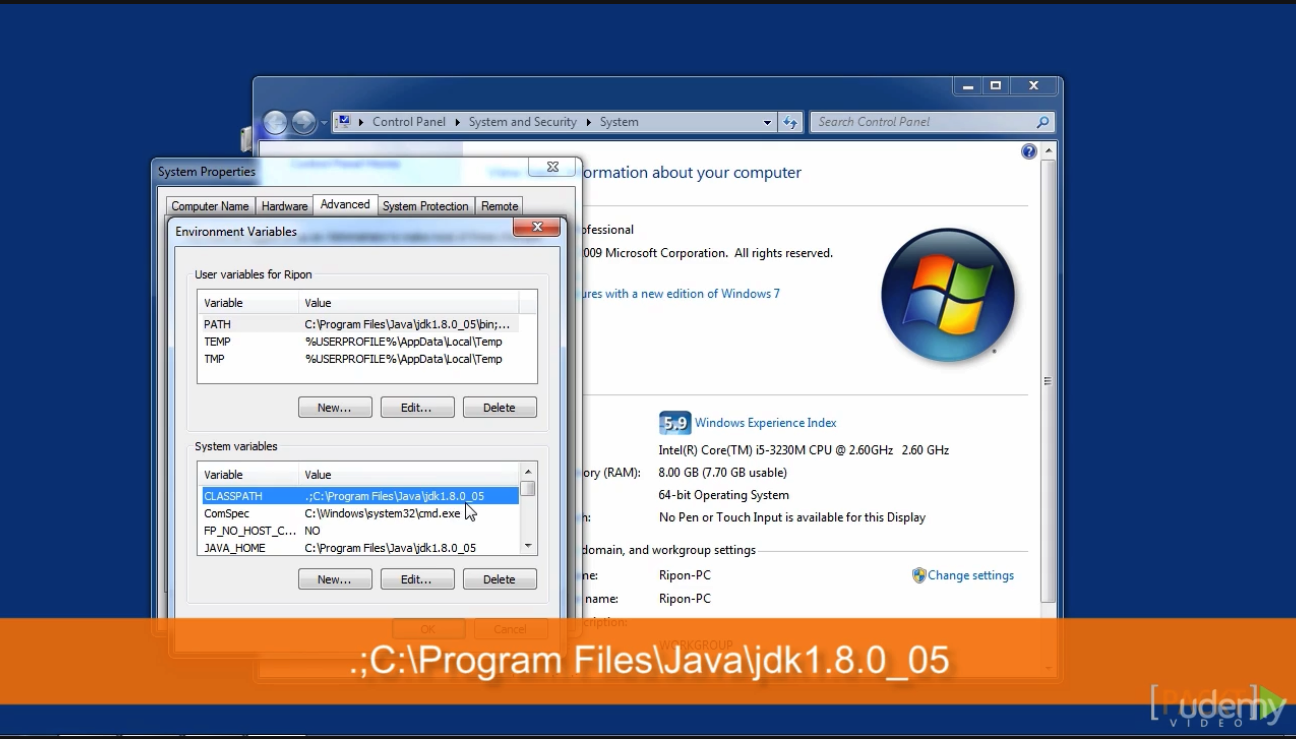 Control Panel ▸ System and Security ▸ System
Search Control Panel
System Properties
Computer Name Hardware Advanced System Protection Remote
Environment Variables
User variables for Ripon
Variable Value
PATH C:\Program Files\Java\jdk1.8.0_05\bin;...
TEMP %USERPROFILE%\AppData\Local\Temp
TMP %USERPROFILE%\AppData\Local\Temp
New... Edit... Delete
System variables
Variable Value
CLASSPATH .;C:\Program Files\Java\jdk1.8.0_05
ComSpec C:\Windows\system32\cmd.exe
FP_NO_HOST_C... NO
JAVA_HOME C:\Program Files\Java\jdk1.8.0_05
New... Edit... Delete
OK Cancel
ormation about your computer
ofessional
009 Microsoft Corporation. All rights reserved.
ures with a new edition of Windows 7
5.9 Windows Experience Index
Intel(R) Core(TM) i5-3230M CPU @ 2.60GHz 2.60 GHz
ory (RAM): 8.00 GB (7.70 GB usable)
64-bit Operating System
h: No Pen or Touch Input is available for this Display
domain, and workgroup settings
me: Ripon-PC
Change settings
name: Ripon-PC
cription:
WORKGROUP
.;C:\Program Files\Java\jdk1.8.0_05
[PACKT]
VIDEO
udemy